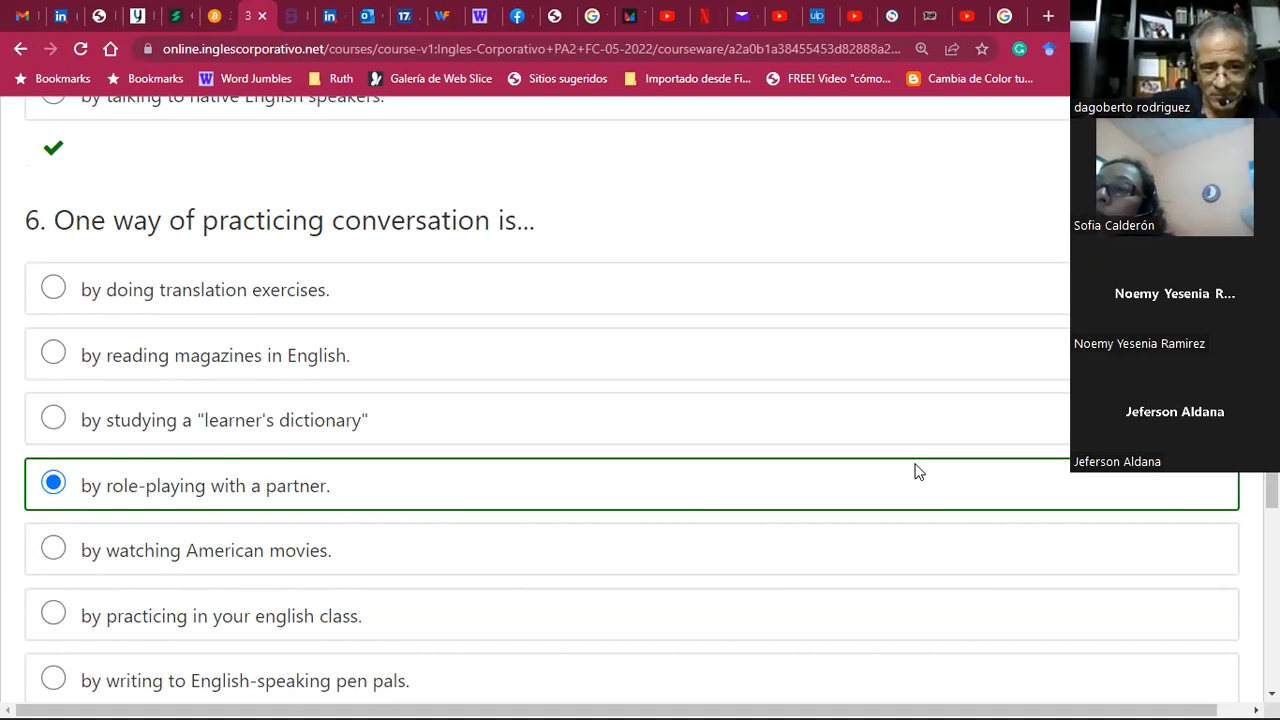 3
17
WF
W
up
online.inglescorporativo.net/courses/course-v1:Ingles-Corporativo+PA2+FC-05-2022/courseware/a2a0b1a38455453d82888a2...
Bookmarks
Bookmarks
Word Jumbles
Ruth
Galería de Web Slice
Sitios sugeridos
Importado desde Fi...
FREE! Video "cómo...
Cambia de Color tu...
by talking to native English speakers.
6. One way of practicing conversation is...
by doing translation exercises.
by reading magazines in English.
by studying a "learner's dictionary"
by role-playing with a partner.
by watching American movies.
by practicing in your english class.
by writing to English-speaking pen pals.
dagoberto rodriguez
Sofia Calderón
Noemy Yesenia R...
Noemy Yesenia Ramirez
Jeferson Aldana
Jeferson Aldana